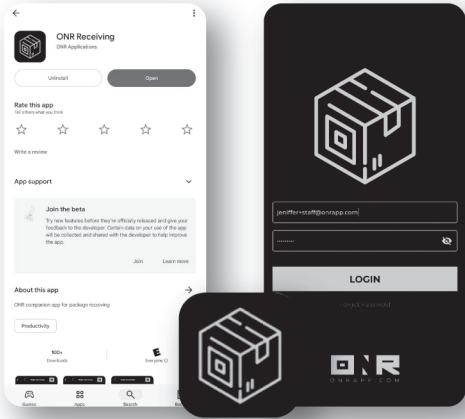 ONR Receiving
ONR Applications
Uninstall
Open
Rate this app
Tell others what you think
Write a review
App support
Join the beta
Try new features before they're officially released and give your
feedback to the developer. Certain data on your use of the app
will be collected and shared with the developer to help improve
the app.
Join
Learn more
About this app
ONR companion app for package receiving
Productivity
100+
Downloads
E
Everyone
Games
Apps
Search
jeniffer+staff@onrapp.com
LOGIN
ONR
ONRAPP.COM